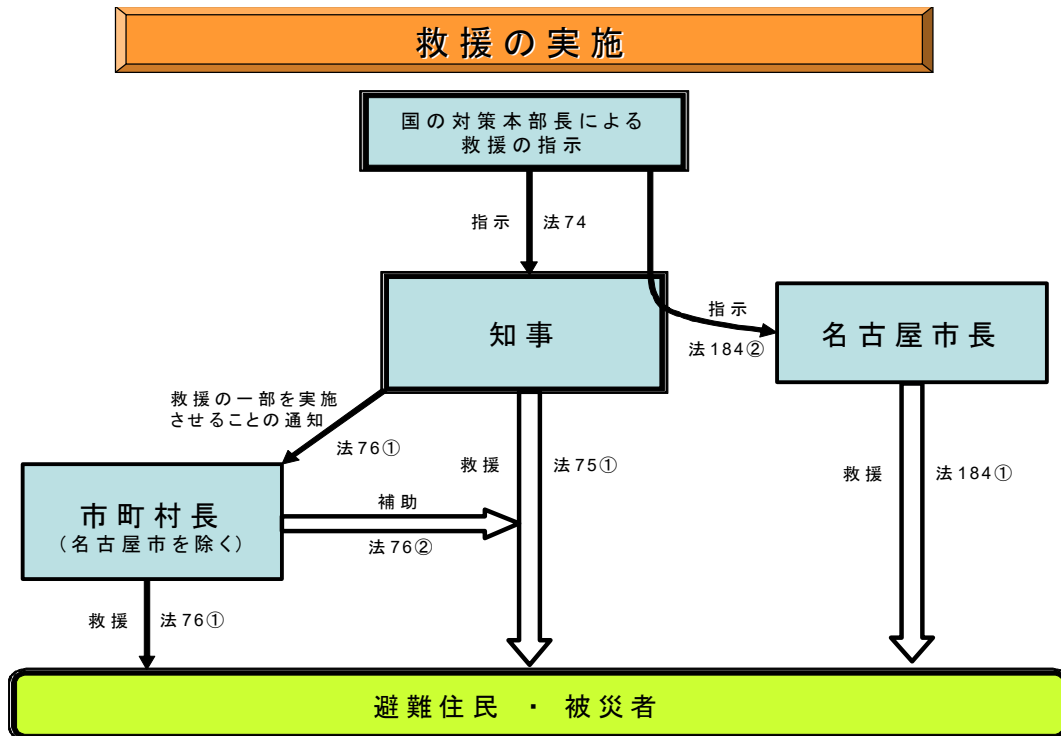 救援の実施
国の対策本部長による
救援の指示
指示 法74
知事
指示
法184②
名古屋市長
救援の一部を実施
させることの通知
法76①
市町村長
(名古屋市を除く)
補助
法76②
救援 法75①
救援 法184①
救援 法76①
避難住民 ・ 被災者